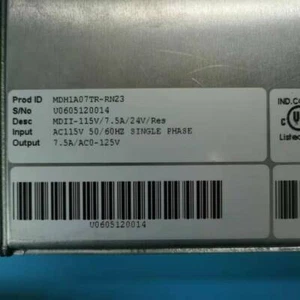 Prod ID MDH1A07TR-RN23
S/No U0605120014
Desc MDII-115V/7.5A/24V/Res
Input AC115V 50/60HZ SINGLE PHASE
Output 7.5A/AC0-125V
U0605120014
IND.CO
Listed